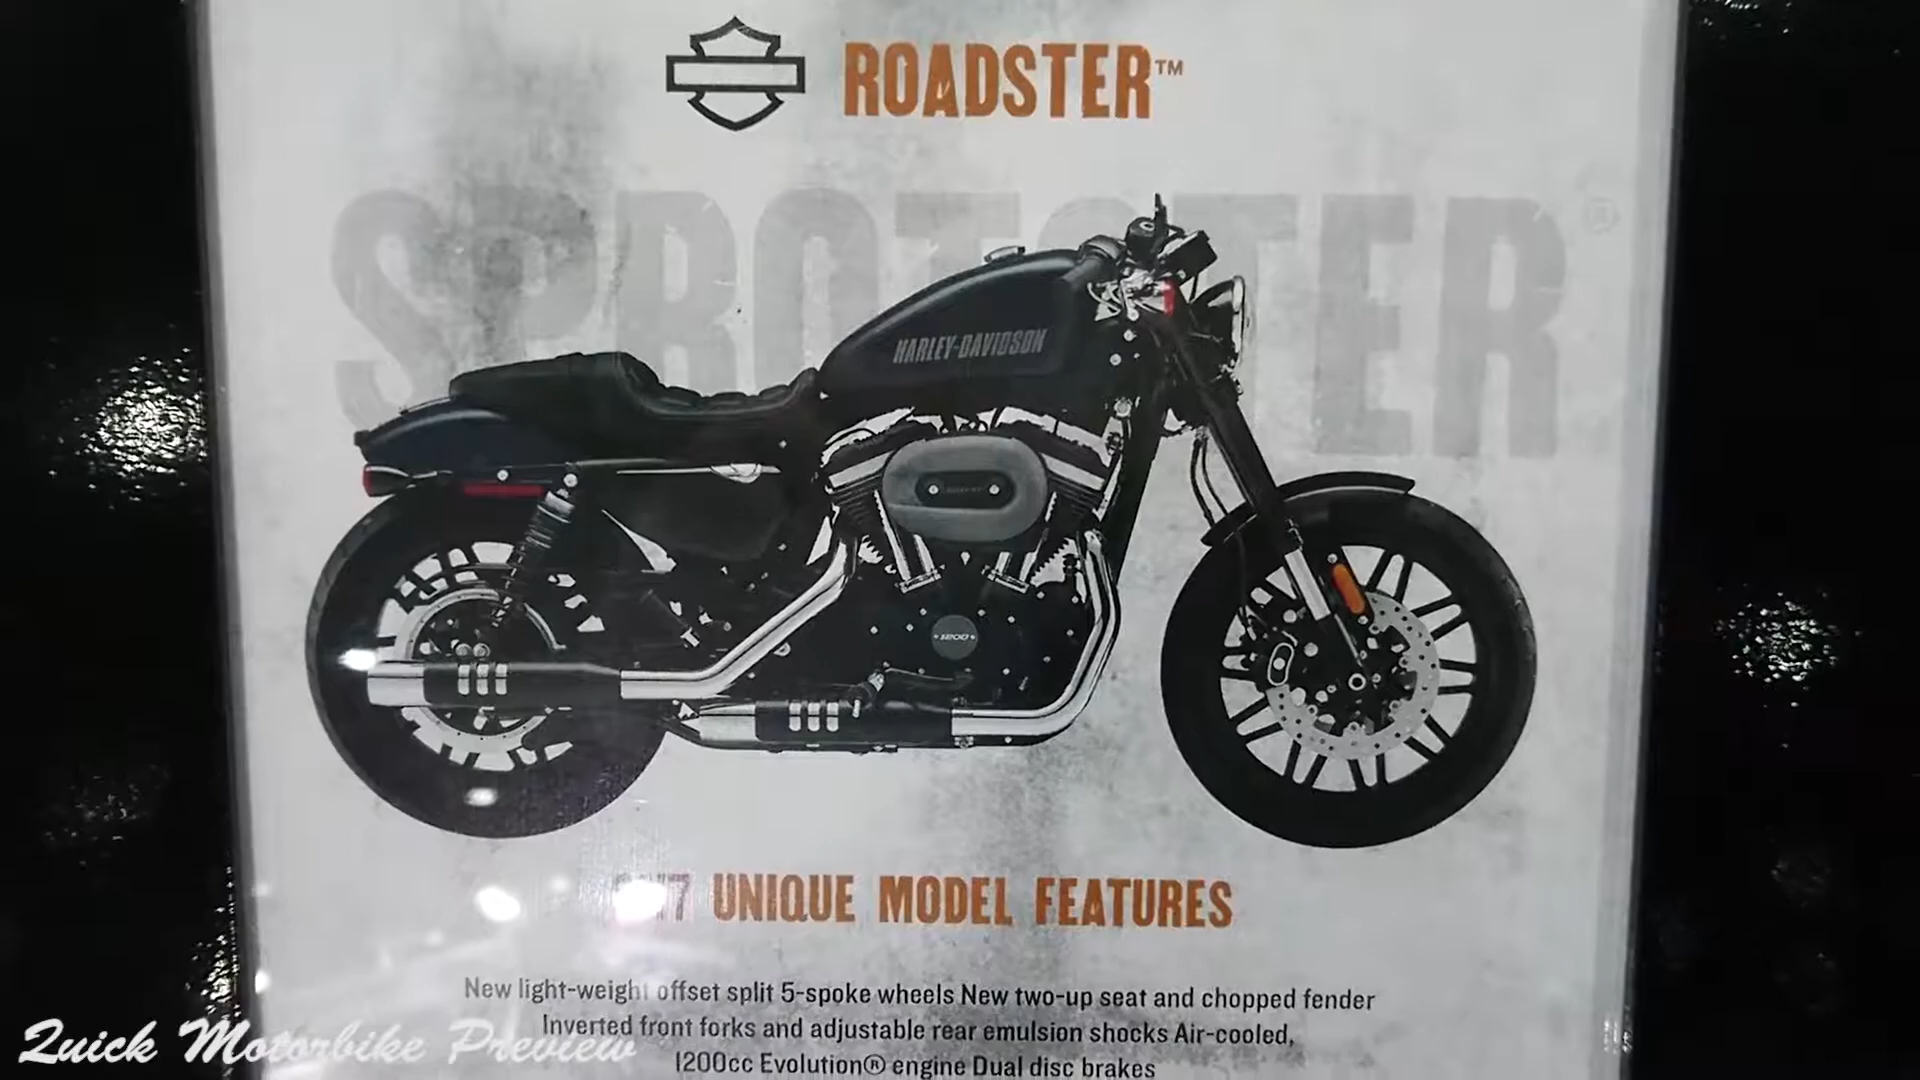 ROADSTER™
SPROTSTER®
HARLEY-DAVIDSON
1200
UNIQUE MODEL FEATURES
New light-weight offset split 5-spoke wheels New two-up seat and chopped fender
Inverted front forks and adjustable rear emulsion shocks Air-cooled,
1200cc Evolution® engine Dual disc brakes
Quick Motorbike Preview